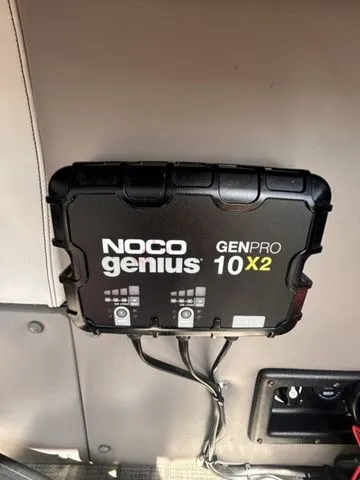 NOCO
genius
GENPRO
10X2